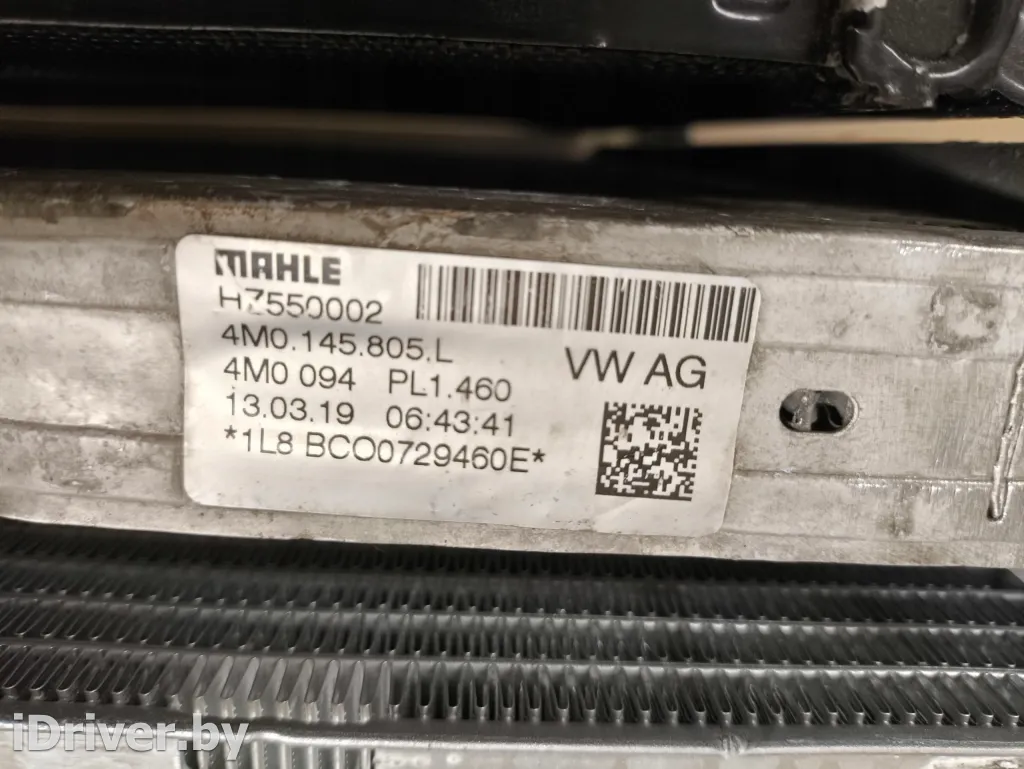 MAHLE
HZ550002
4M0.145.805.L
VW AG
4M0 094 PL1.460
13.03.19 06:43:41
*1L8 BCO0729460E*
iDriver.by